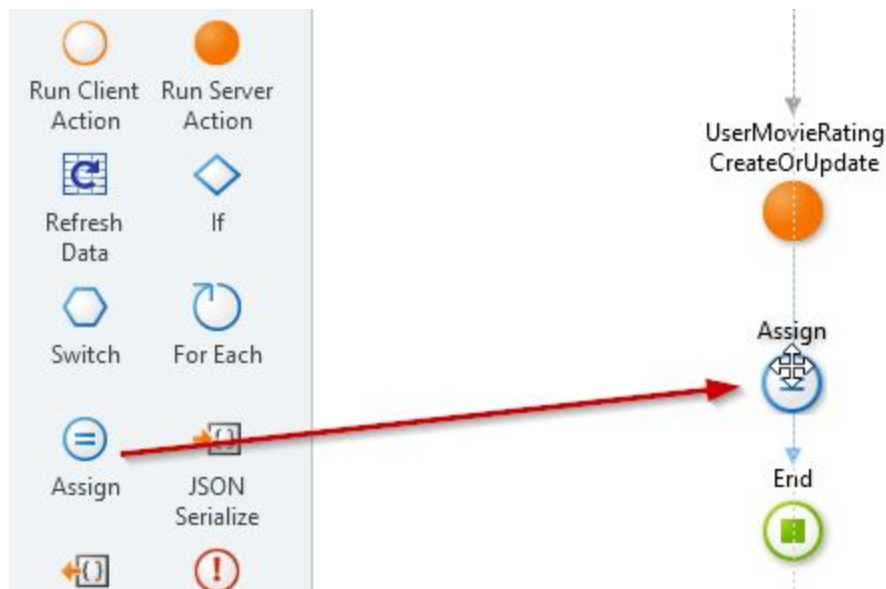 Run Client
Action
Run Server
Action
Refresh
Data
If
Switch
For Each
Assign
JSON
Serialize
UserMovieRating
CreateOrUpdate
Assign
End